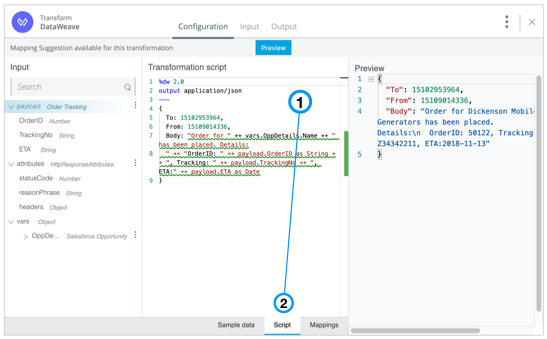 Transform
DataWeave
Configuration
Input
Output
Mapping Suggestion available for this transformation
Preview
Input
Search
payload Order Tracking
OrderID Number
TrackingNo String
ETA String
attributes HttpResponseAttributes
statusCode Number
reasonPhrase String
headers Object
vars Object
OppDe... Salesforce Opportunity
Transformation script
1 %dw 2.0
2 output application/json
3 ---
4 {
5 To: 15102953964,
6 From: 15109014336,
7 Body: "Order for " ++ vars.OppDetails.Name ++ "
has been placed. Details:
8 " ++ "OrderID: " ++ payload.OrderID as String +
+ ", Tracking: " ++ payload.TrackingNo ++ ",
ETA:" ++ payload.ETA as Date
9 }
1
2
Sample data
Script
Mappings
Preview
1 {
2 "To": 15102953964,
3 "From": 15109014336,
4 "Body": "Order for Dickenson Mobil
Generators has been placed.
Details:\n OrderID: 50122, Tracking
Z34342211, ETA:2018-11-13"
5 }